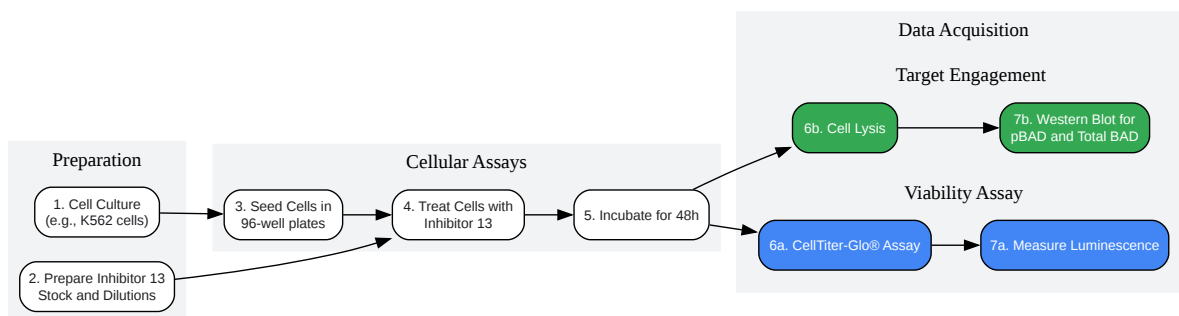 Preparation
1. Cell Culture
(e.g., K562 cells)
2. Prepare Inhibitor 13
Stock and Dilutions
Cellular Assays
3. Seed Cells in
96-well plates
4. Treat Cells with
Inhibitor 13
5. Incubate for 48h
Data Acquisition
Target Engagement
6b. Cell Lysis
7b. Western Blot for
pBAD and Total BAD
Viability Assay
6a. CellTiter-Glo® Assay
7a. Measure Luminescence